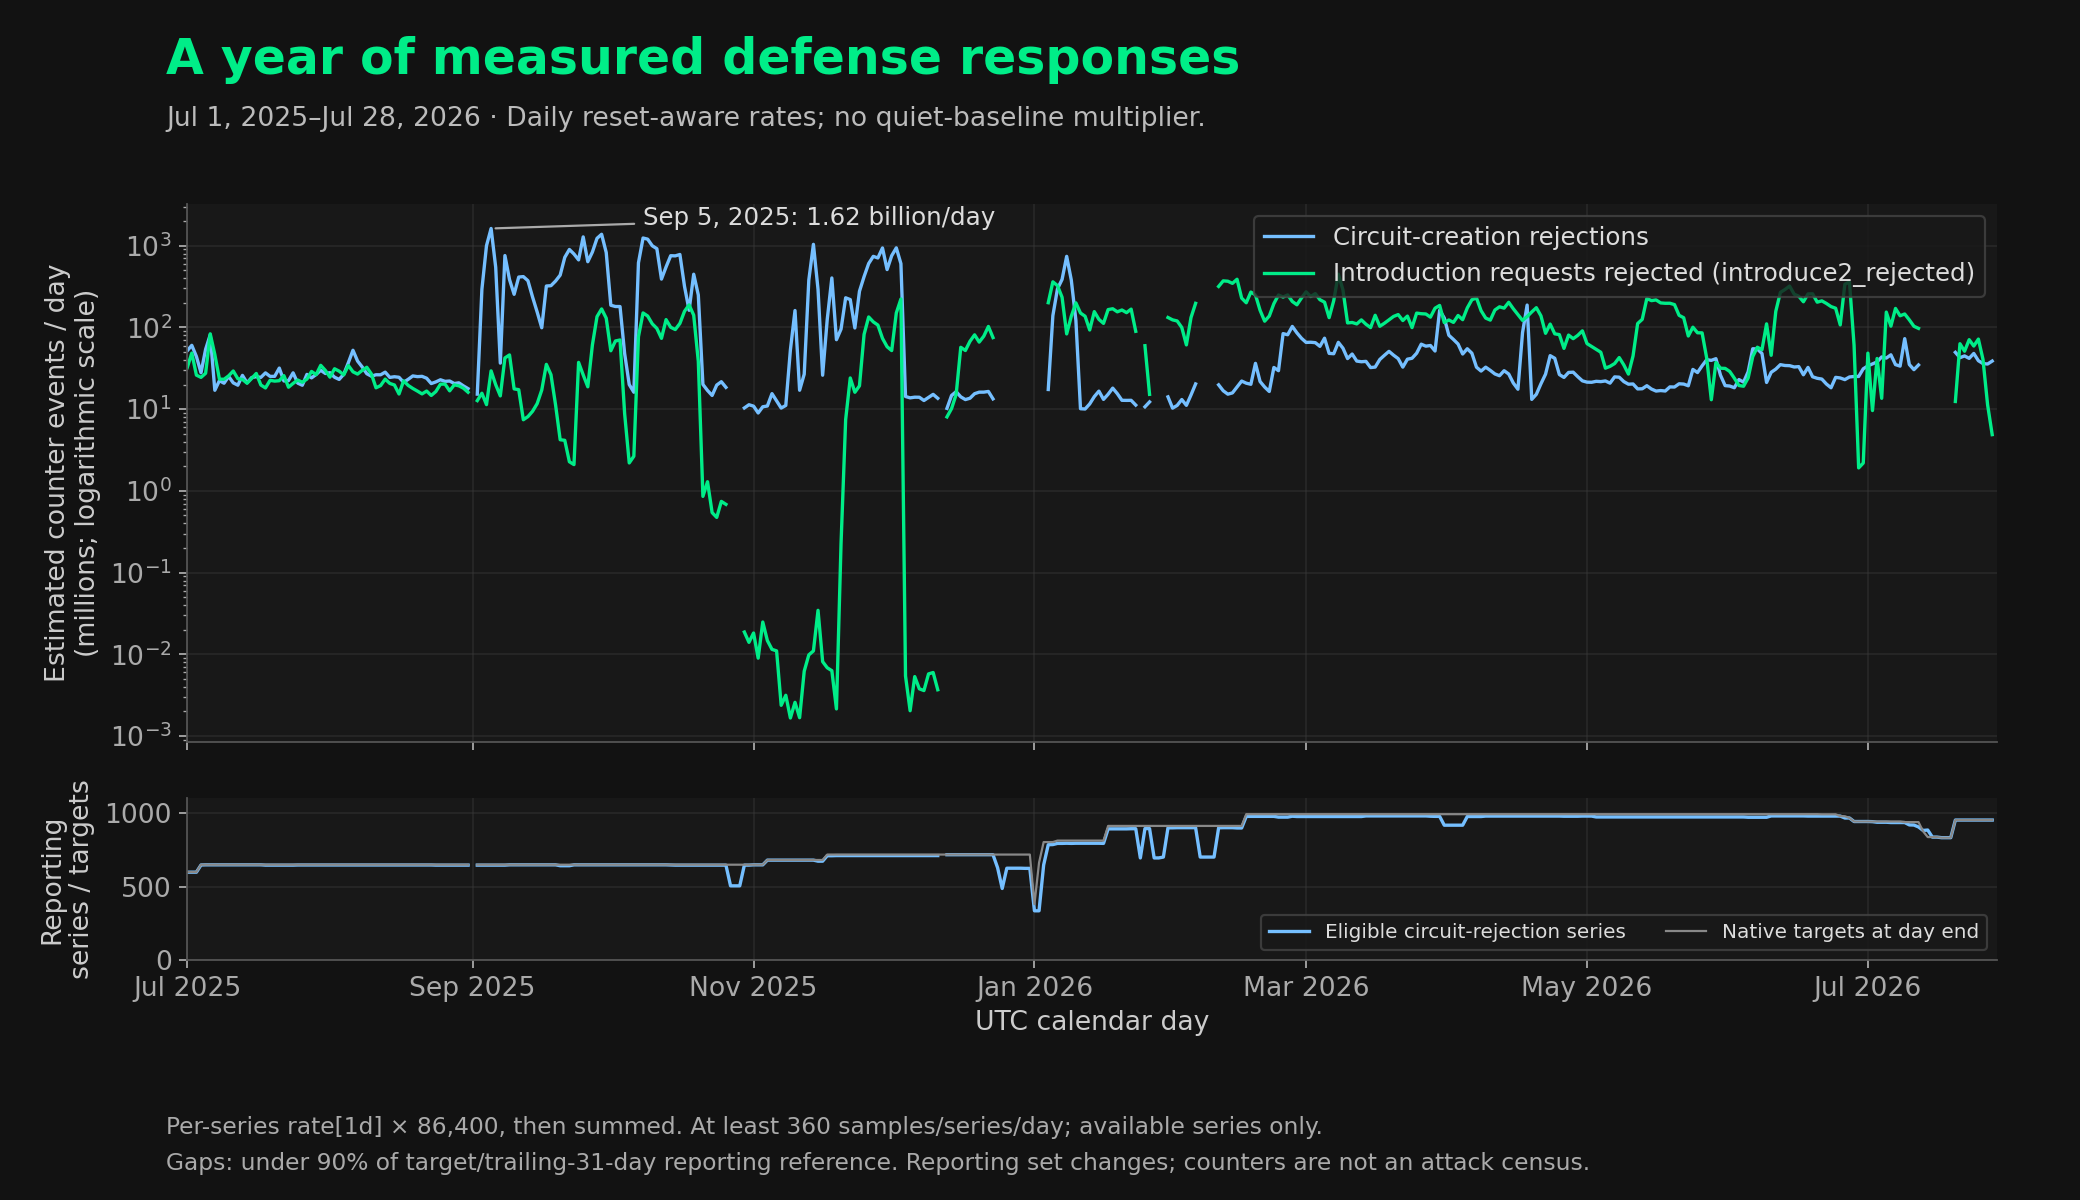 A year of measured defense responses
Jul 1, 2025–Jul 28, 2026 · Daily reset-aware rates; no quiet-baseline multiplier.
Estimated counter events / day
(millions; logarithmic scale)
10³
10²
10¹
10⁰
10⁻¹
10⁻²
10⁻³
Sep 5, 2025: 1.62 billion/day
Circuit-creation rejections
Introduction requests rejected (introduce2_rejected)
Reporting
series / targets
1000
500
0
Eligible circuit-rejection series
Native targets at day end
Jul 2025
Sep 2025
Nov 2025
Jan 2026
Mar 2026
May 2026
Jul 2026
UTC calendar day
Per-series rate[1d] × 86,400, then summed. At least 360 samples/series/day; available series only.
Gaps: under 90% of target/trailing-31-day reporting reference. Reporting set changes; counters are not an attack census.